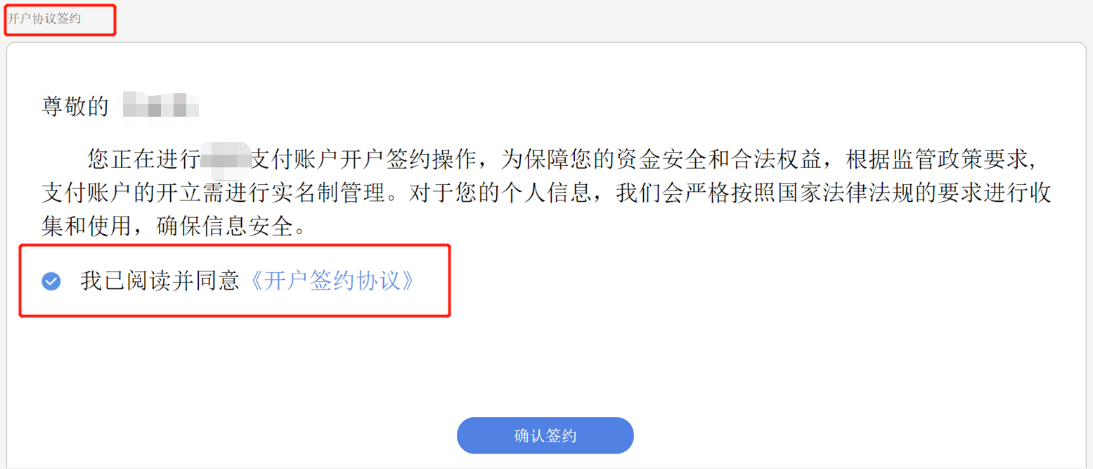 开户协议签约
尊敬的
您正在进行支付账户开户签约操作，为保障您的资金安全和合法权益，根据监管政策要求，
支付账户的开立需进行实名制管理。对于您的个人信息，我们会严格按照国家法律法规的要求进行收
集和使用，确保信息安全。
我已阅读并同意《开户签约协议》
确认签约